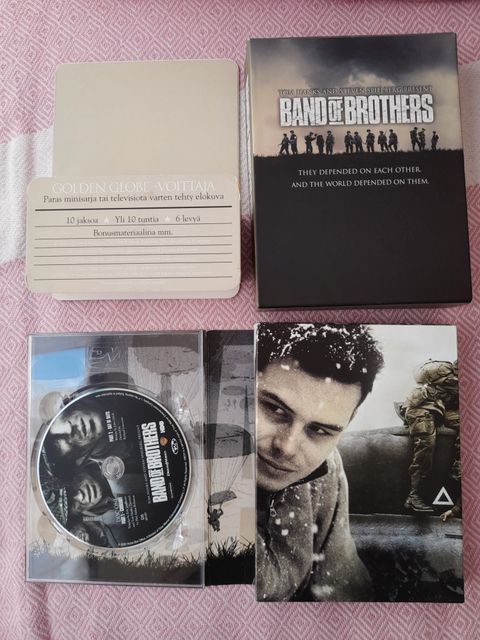 GOLDEN GLOBE -VOITTAJA
Paras minisarja tai televisiota varten tehty elokuva
10 jaksoa ★ Yli 10 tuntia ★ 6 levyä
Bonusmateriaalina mm.
TOM HANKS AND STEVEN SPIELBERG PRESENT
BAND OF BROTHERS
THEY DEPENDED ON EACH OTHER.
AND THE WORLD DEPENDED ON THEM.
BAND OF BROTHERS
HBO